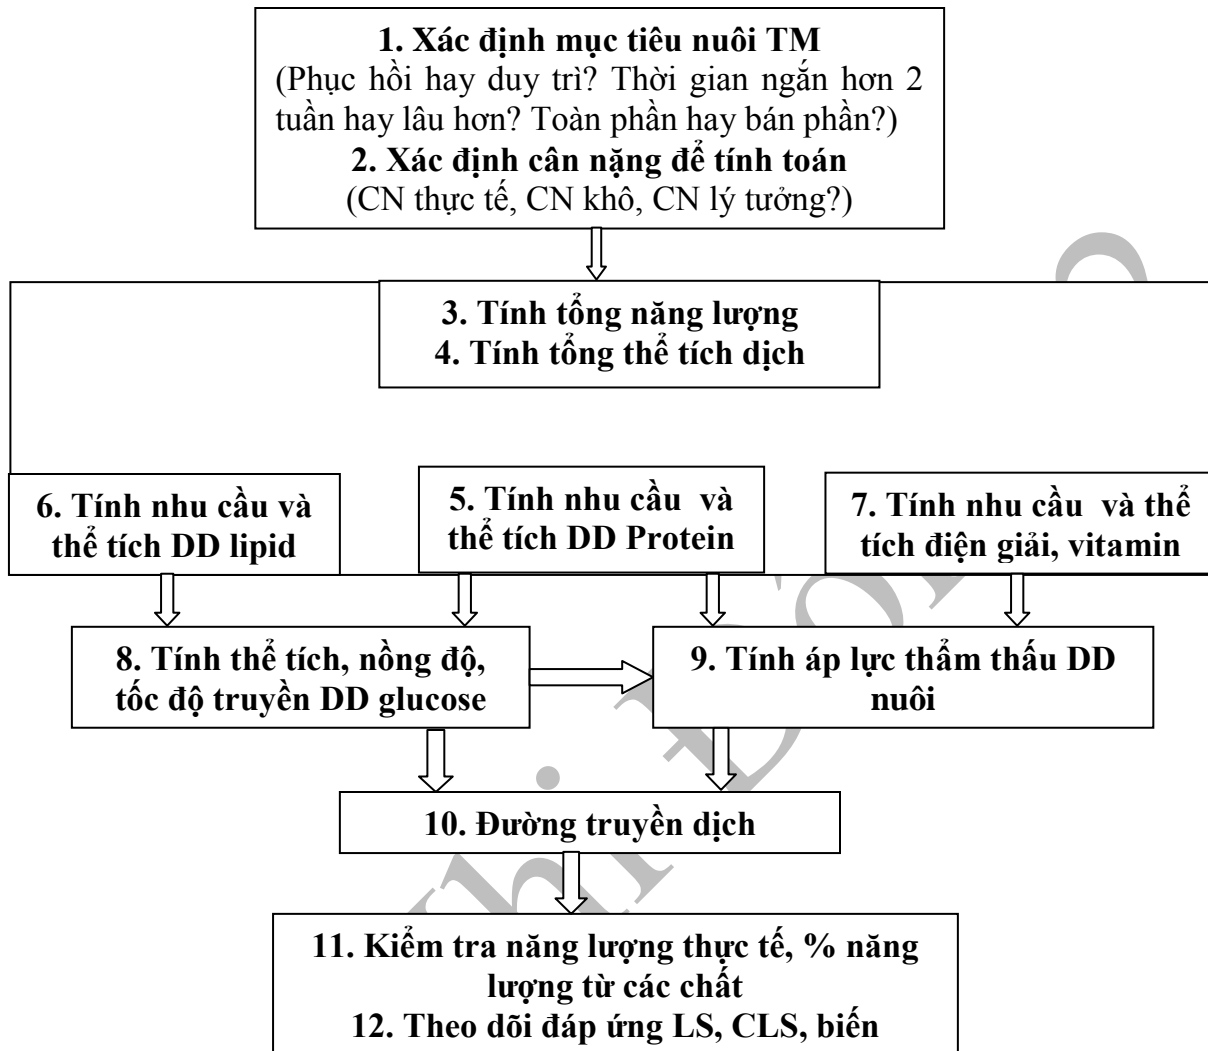 1. Xác định mục tiêu nuôi TM
(Phục hồi hay duy trì? Thời gian ngắn hơn 2
tuần hay lâu hơn? Toàn phần hay bán phần?)
2. Xác định cân nặng để tính toán
(CN thực tế, CN khô, CN lý tưởng?)
3. Tính tổng năng lượng
4. Tính tổng thể tích dịch
6. Tính nhu cầu và
thể tích DD lipid
5. Tính nhu cầu và
thể tích DD Protein
7. Tính nhu cầu và thể
tích điện giải, vitamin
8. Tính thể tích, nồng độ,
tốc độ truyền DD glucose
9. Tính áp lực thẩm thấu DD
nuôi
10. Đường truyền dịch
11. Kiểm tra năng lượng thực tế, % năng
lượng từ các chất
12. Theo dõi đáp ứng LS, CLS, biến